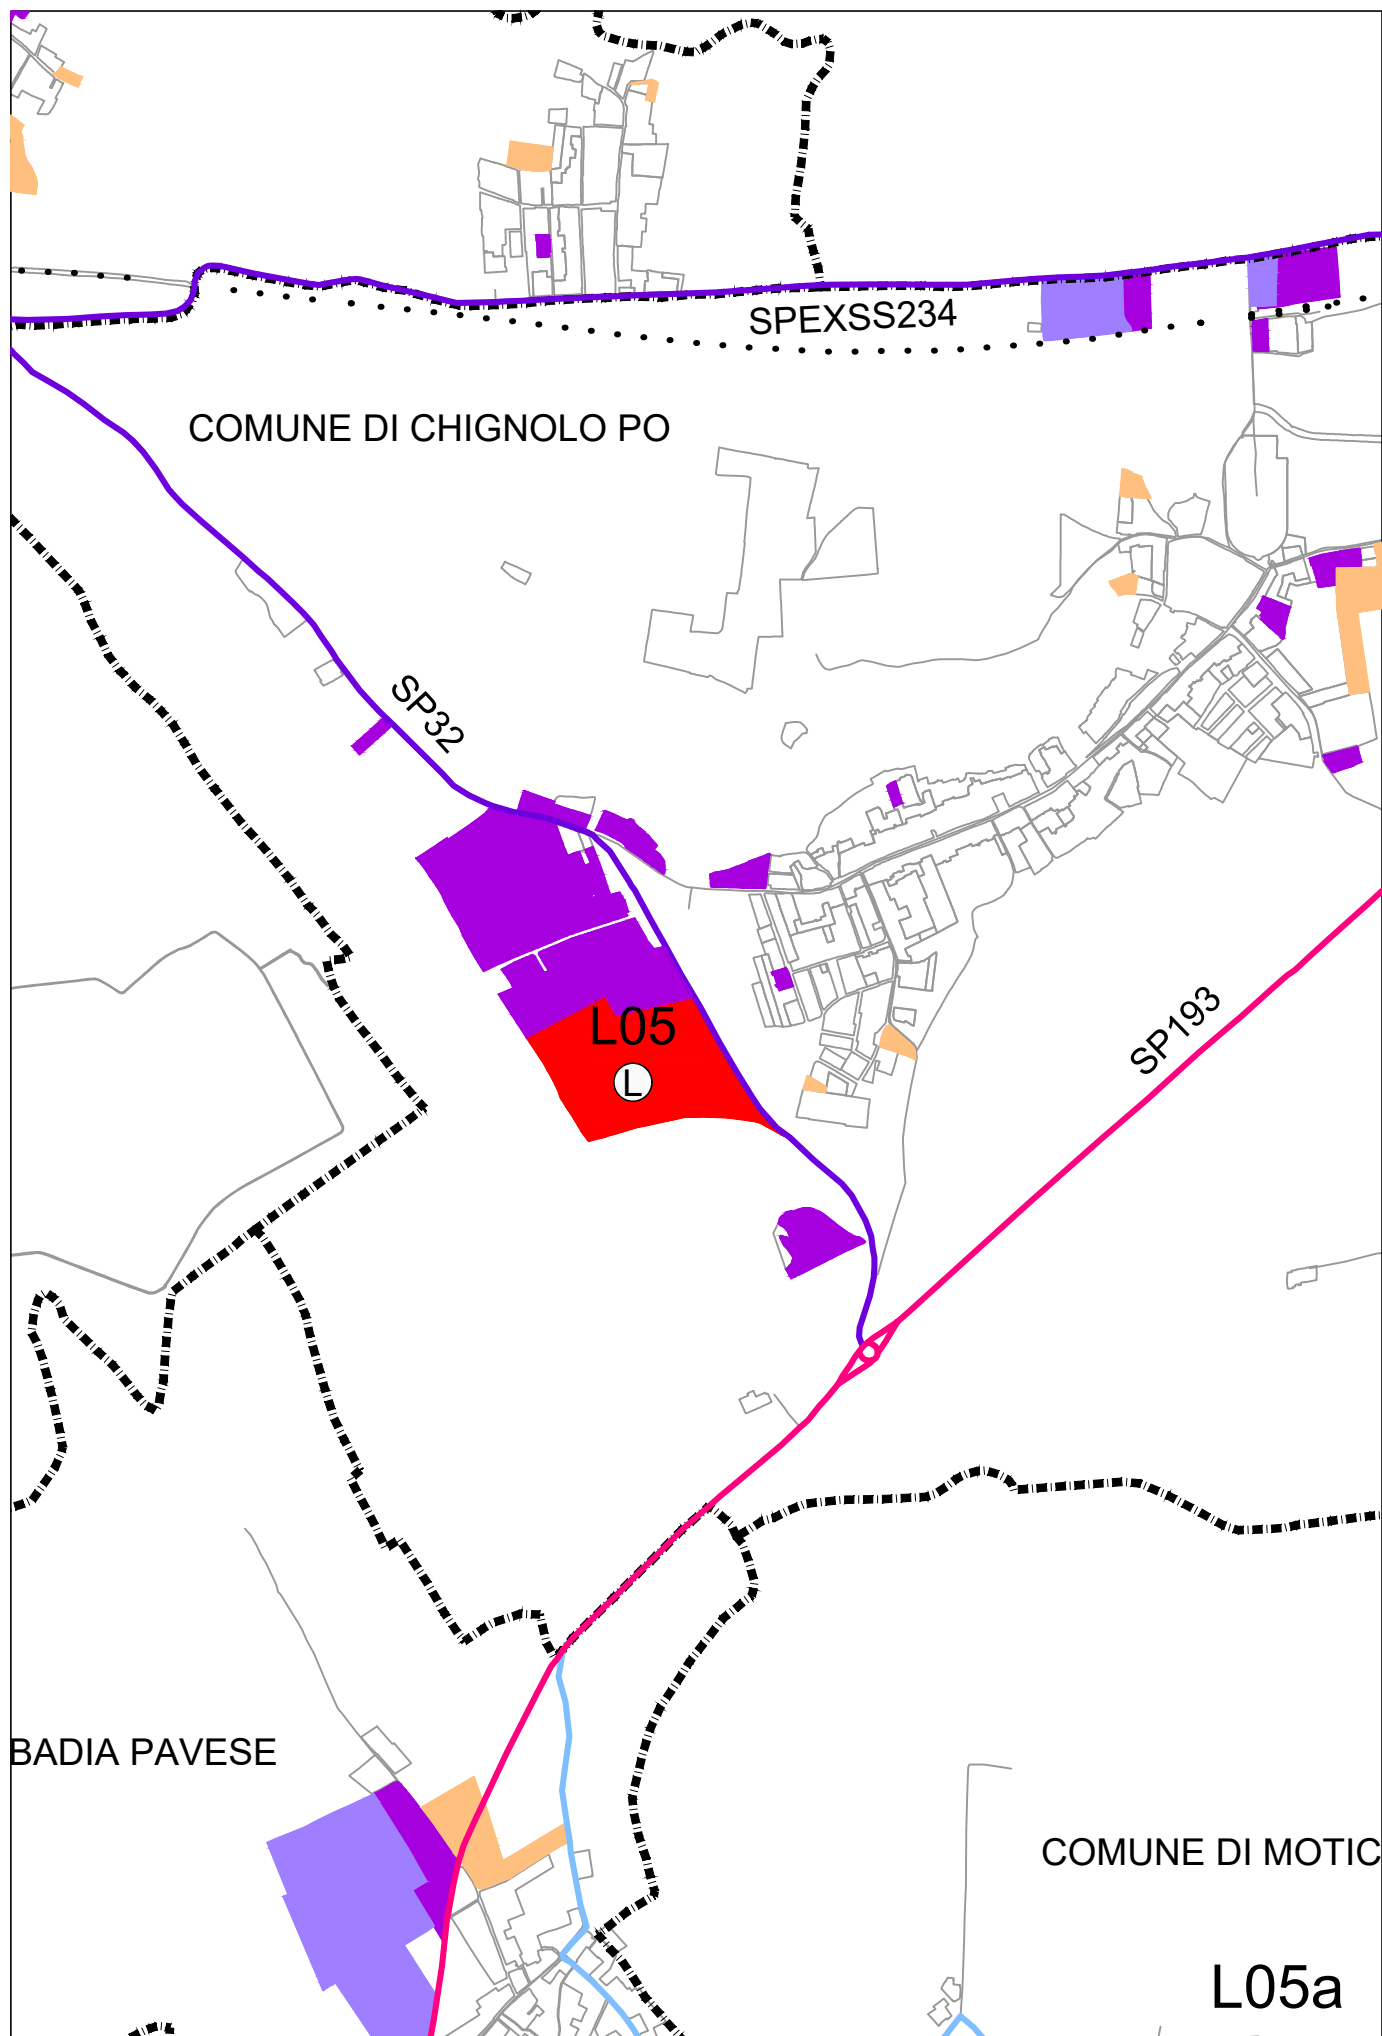 SPEXSS234
COMUNE DI CHIGNOLO PO
SP32
SP193
L05
L
BADIA PAVESE
COMUNE DI MOTIC
L05a